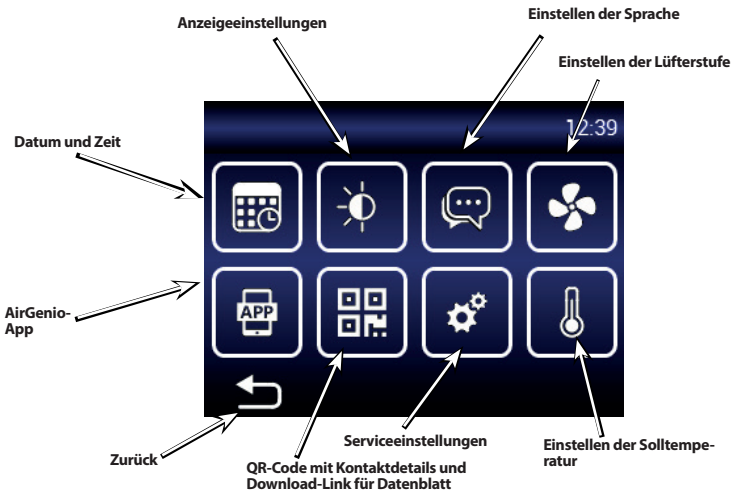 Einstellen der Sprache
Anzeigeeinstellungen
Einstellen der Lüfterstufe
12:39
Datum und Zeit
APP
AirGenio-
App
Serviceeinstellungen
Einstellen der Solltempe-
ratur
Zurück
QR-Code mit Kontaktdetails und
Download-Link für Datenblatt